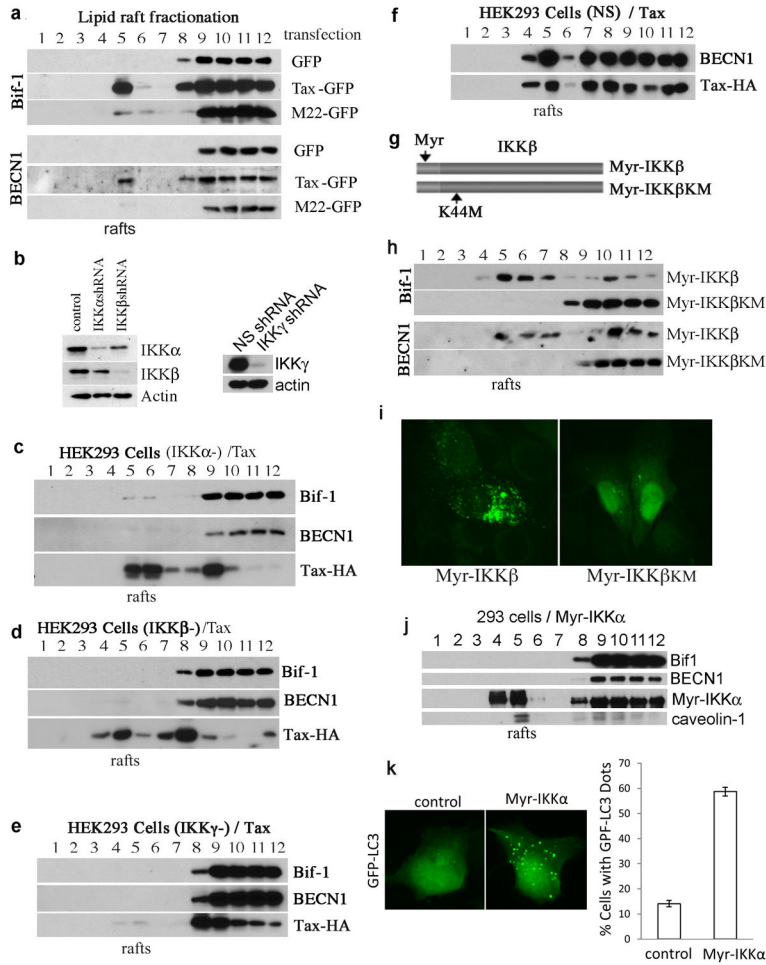 a
Lipid raft fractionation
1 2 3 4 5 6 7 8 9 10 11 12 transfection
Bif-1
GFP
Tax-GFP
M22-GFP
BECN1
GFP
Tax-GFP
M22-GFP
rafts
b
control
IKKαshRNA
IKKβshRNA
IKKα
IKKβ
Actin
NS shRNA
IKKγ shRNA
IKKγ
actin
c
HEK293 Cells (IKKα-) /Tax
1 2 3 4 5 6 7 8 9 10 11 12
Bif-1
BECN1
Tax-HA
rafts
d
HEK293 Cells (IKKβ-) /Tax
1 2 3 4 5 6 7 8 9 10 11 12
Bif-1
BECN1
Tax-HA
rafts
e
HEK293 Cells (IKKγ-) / Tax
1 2 3 4 5 6 7 8 9 10 11 12
Bif-1
BECN1
Tax-HA
rafts
f
HEK293 Cells (NS) / Tax
1 2 3 4 5 6 7 8 9 10 11 12
BECN1
Tax-HA
rafts
g
Myr IKKβ
Myr-IKKβ
Myr-IKKβKM
K44M
h
1 2 3 4 5 6 7 8 9 10 11 12
Bif-1
Myr-IKKβ
Myr-IKKβKM
BECN1
Myr-IKKβ
Myr-IKKβKM
rafts
i
Myr-IKKβ Myr-IKKβKM
j
293 cells / Myr-IKKα
1 2 3 4 5 6 7 8 9 10 11 12
Bif1
BECN1
Myr-IKKα
caveolin-1
rafts
k
control Myr-IKKα
GFP-LC3
% Cells with GPF-LC3 Dots
70
60
50
40
30
20
10
0
control Myr-IKKα